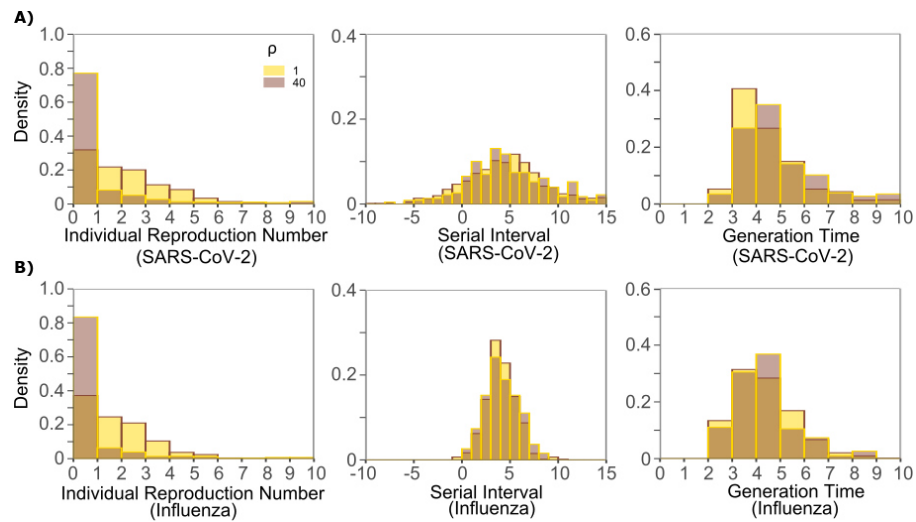 A)
1.0
0.8
0.6
0.4
0.2
0
Density
ρ
1
40
0 1 2 3 4 5 6 7 8 9 10
Individual Reproduction Number
(SARS-CoV-2)
0.4
0.2
0
-10 -5 0 5 10 15
Serial Interval
(SARS-CoV-2)
0.6
0.4
0.2
0
0 1 2 3 4 5 6 7 8 9 10
Generation Time
(SARS-CoV-2)
B)
1.0
0.8
0.6
0.4
0.2
0
Density
0 1 2 3 4 5 6 7 8 9 10
Individual Reproduction Number
(Influenza)
0.4
0.2
0
-10 -5 0 5 10 15
Serial Interval
(Influenza)
0.6
0.4
0.2
0
0 1 2 3 4 5 6 7 8 9 10
Generation Time
(Influenza)